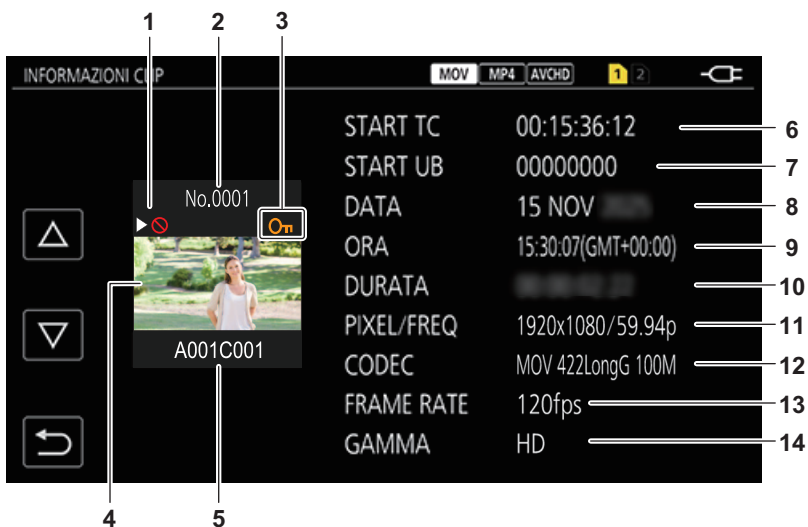 1 2 3
INFORMAZIONI CLIP MOV MP4 AVCHD 1 2
START TC 00:15:36:12 6
START UB 00000000 7
No.0001
DATA 15 NOV 8
ORA 15:30:07(GMT+00:00) 9
4 DURATA 10
PIXEL/FREQ 1920x1080/59.94p 11
A001C001
CODEC MOV 422LongG 100M 12
FRAME RATE 120fps 13
GAMMA HD 14
5